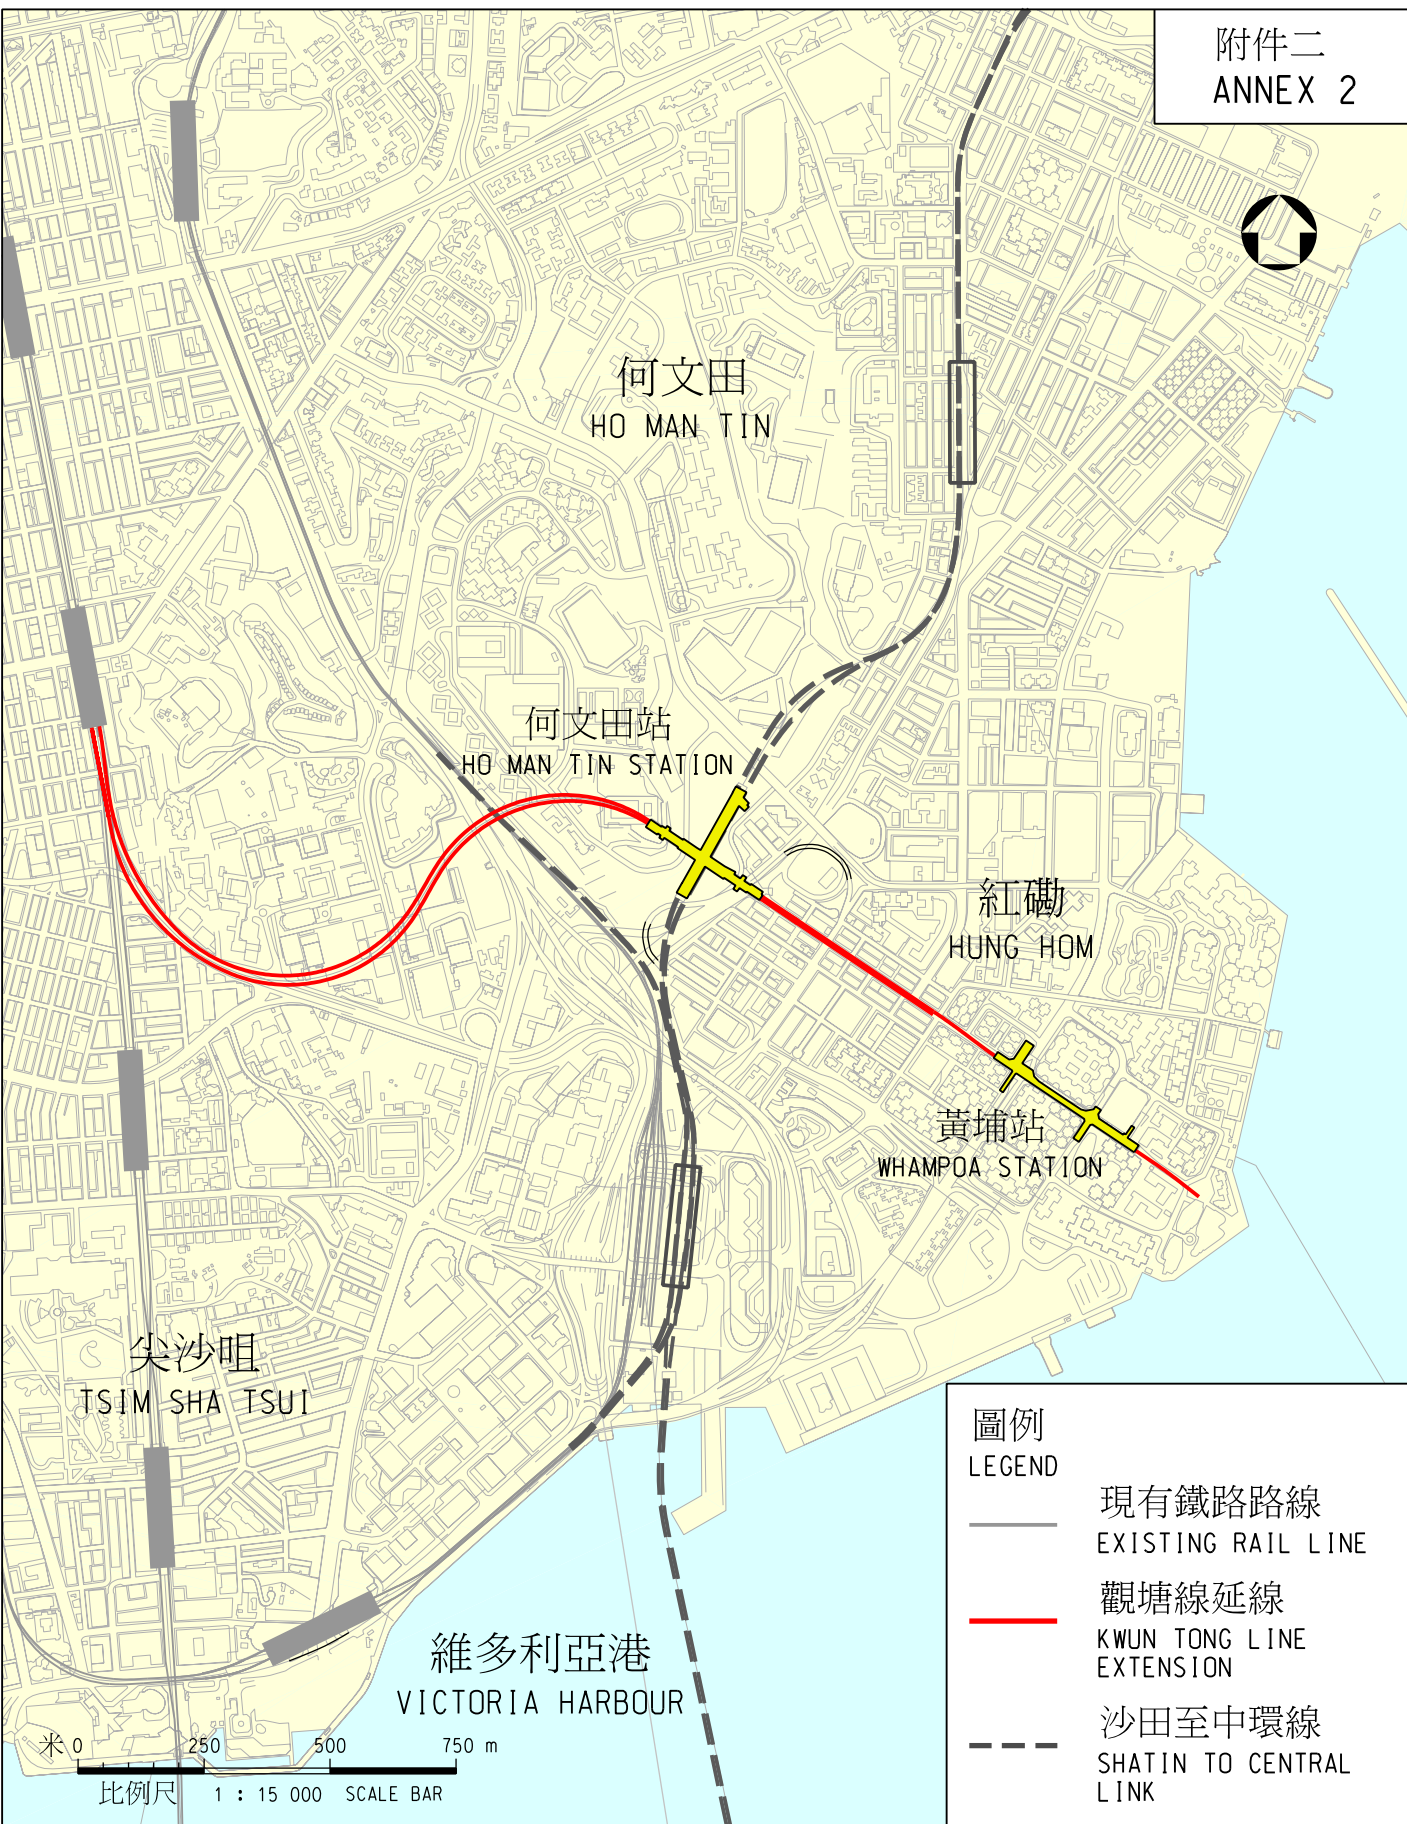 附件二
ANNEX 2
何文田
HO MAN TIN
何文田站
HO MAN TIN STATION
紅磡
HUNG HOM
黃埔站
WHAMPOA STATION
尖沙咀
TSIM SHA TSUI
維多利亞港
VICTORIA HARBOUR
米 0 250 500 750 m
比例尺 1 : 15 000 SCALE BAR
圖例
LEGEND
現有鐵路路線
EXISTING RAIL LINE
觀塘線延線
KWUN TONG LINE
EXTENSION
沙田至中環線
SHATIN TO CENTRAL
LINK